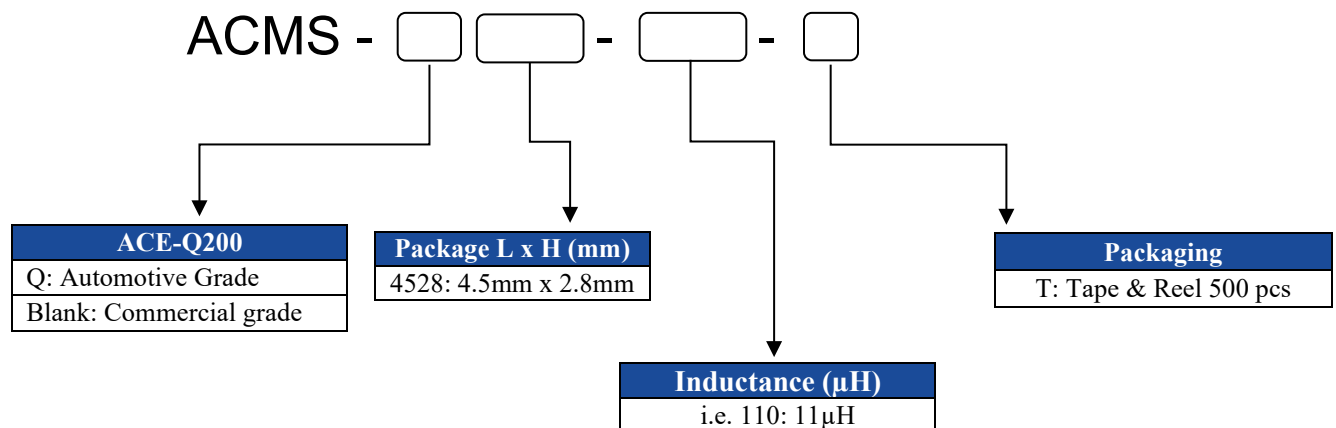 ACMS - - -
ACE-Q200
Q: Automotive Grade
Blank: Commercial grade
Package L x H (mm)
4528: 4.5mm x 2.8mm
Packaging
T: Tape & Reel 500 pcs
Inductance (µH)
i.e. 110: 11µH